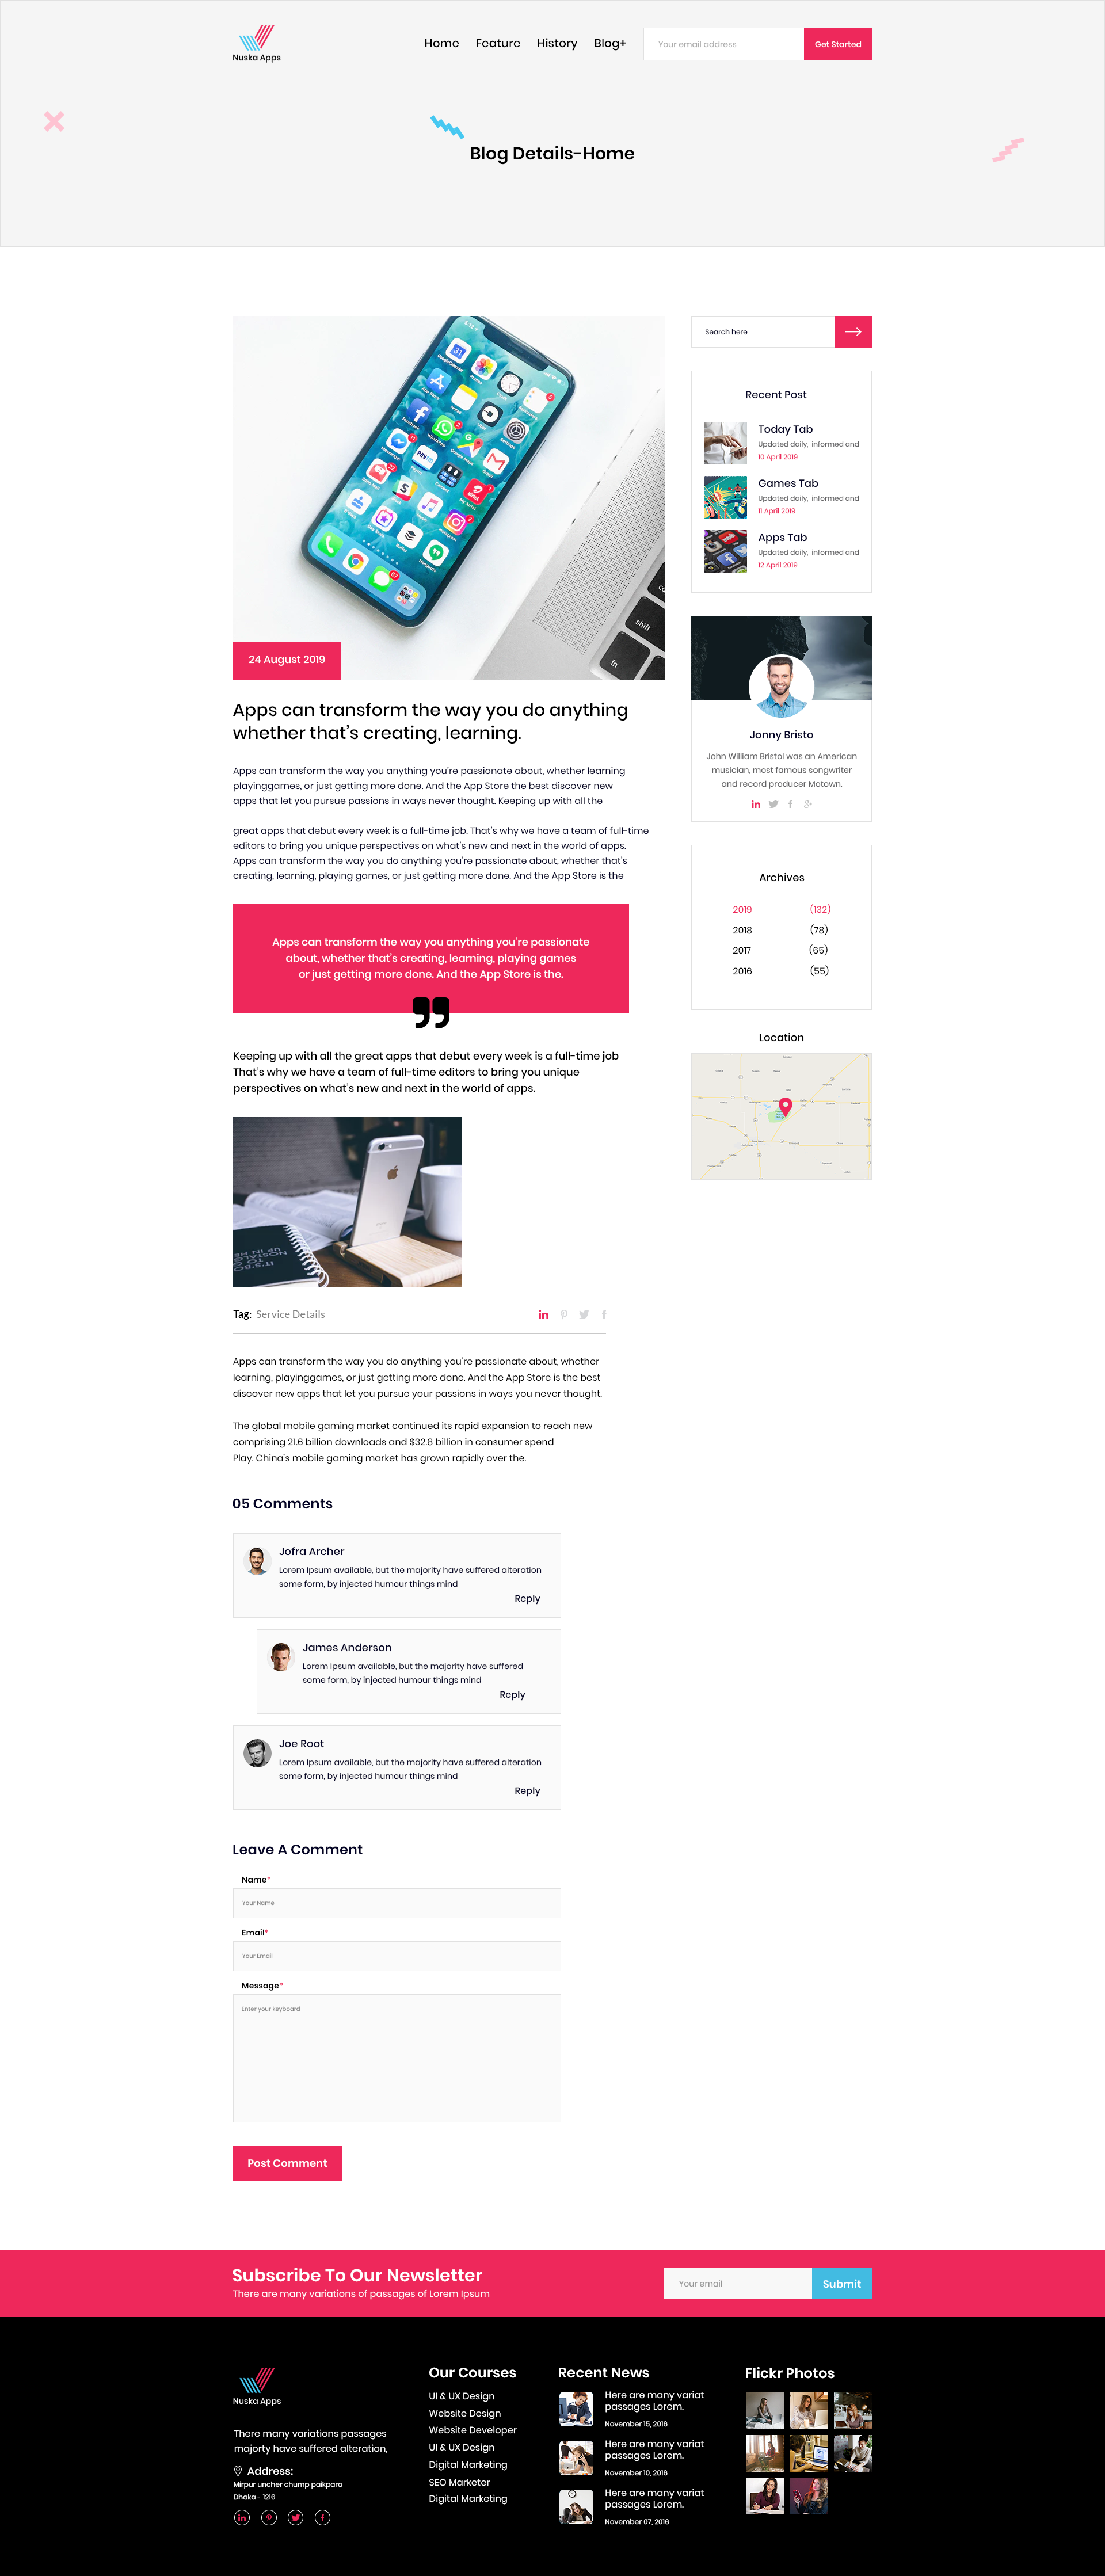 Nuska Apps
Home Feature History Blog+
Your email address
Get Started
Blog Details-Home
24 August 2019
Apps can transform the way you do anything
whether that's creating, learning.
Apps can transform the way you anything you're passionate about, whether learning
playinggames, or just getting more done. And the App Store the best discover new
apps that let you pursue passions in ways never thought. Keeping up with all the
great apps that debut every week is a full-time job. That's why we have a team of full-time
editors to bring you unique perspectives on what's new and next in the world of apps.
Apps can transform the way you do anything you're passionate about, whether that's
creating, learning, playing games, or just getting more done. And the App Store is the
Apps can transform the way you anything you're passionate
about, whether that's creating, learning, playing games
or just getting more done. And the App Store is the.
Keeping up with all the great apps that debut every week is a full-time job
That's why we have a team of full-time editors to bring you unique
perspectives on what's new and next in the world of apps.
Tag: Service Details
Apps can transform the way you do anything you're passionate about, whether
learning, playinggames, or just getting more done. And the App Store is the best
discover new apps that let you pursue your passions in ways you never thought.
The global mobile gaming market continued its rapid expansion to reach new
comprising 21.6 billion downloads and $32.8 billion in consumer spend
Play. China's mobile gaming market has grown rapidly over the.
05 Comments
Jofra Archer
Lorem Ipsum available, but the majority have suffered alteration
some form, by injected humour things mind
Reply
James Anderson
Lorem Ipsum available, but the majority have suffered
some form, by injected humour things mind
Reply
Joe Root
Lorem Ipsum available, but the majority have suffered alteration
some form, by injected humour things mind
Reply
Leave A Comment
Name*
Your Name
Email*
Your Email
Message*
Enter your keyboard
Post Comment
Search here
Recent Post
Today Tab
Updated daily, informed and
10 April 2019
Games Tab
Updated daily, informed and
11 April 2019
Apps Tab
Updated daily, informed and
12 April 2019
Jonny Bristo
John William Bristol was an American
musician, most famous songwriter
and record producer Motown.
Archives
2019 (132)
2018 (78)
2017 (65)
2016 (55)
Location
Subscribe To Our Newsletter
There are many variations of passages of Lorem Ipsum
Your email
Submit
Nuska Apps
There many variations passages
majorty have suffered alteration,
Address:
Mirpur uncher chump paikpara
Dhaka - 1216
Our Courses
UI & UX Design
Website Design
Website Developer
UI & UX Design
Digital Marketing
SEO Marketer
Digital Marketing
Recent News
Here are many variat
passages Lorem.
November 15, 2016
Here are many variat
passages Lorem.
November 10, 2016
Here are many variat
passages Lorem.
November 07, 2016
Flickr Photos